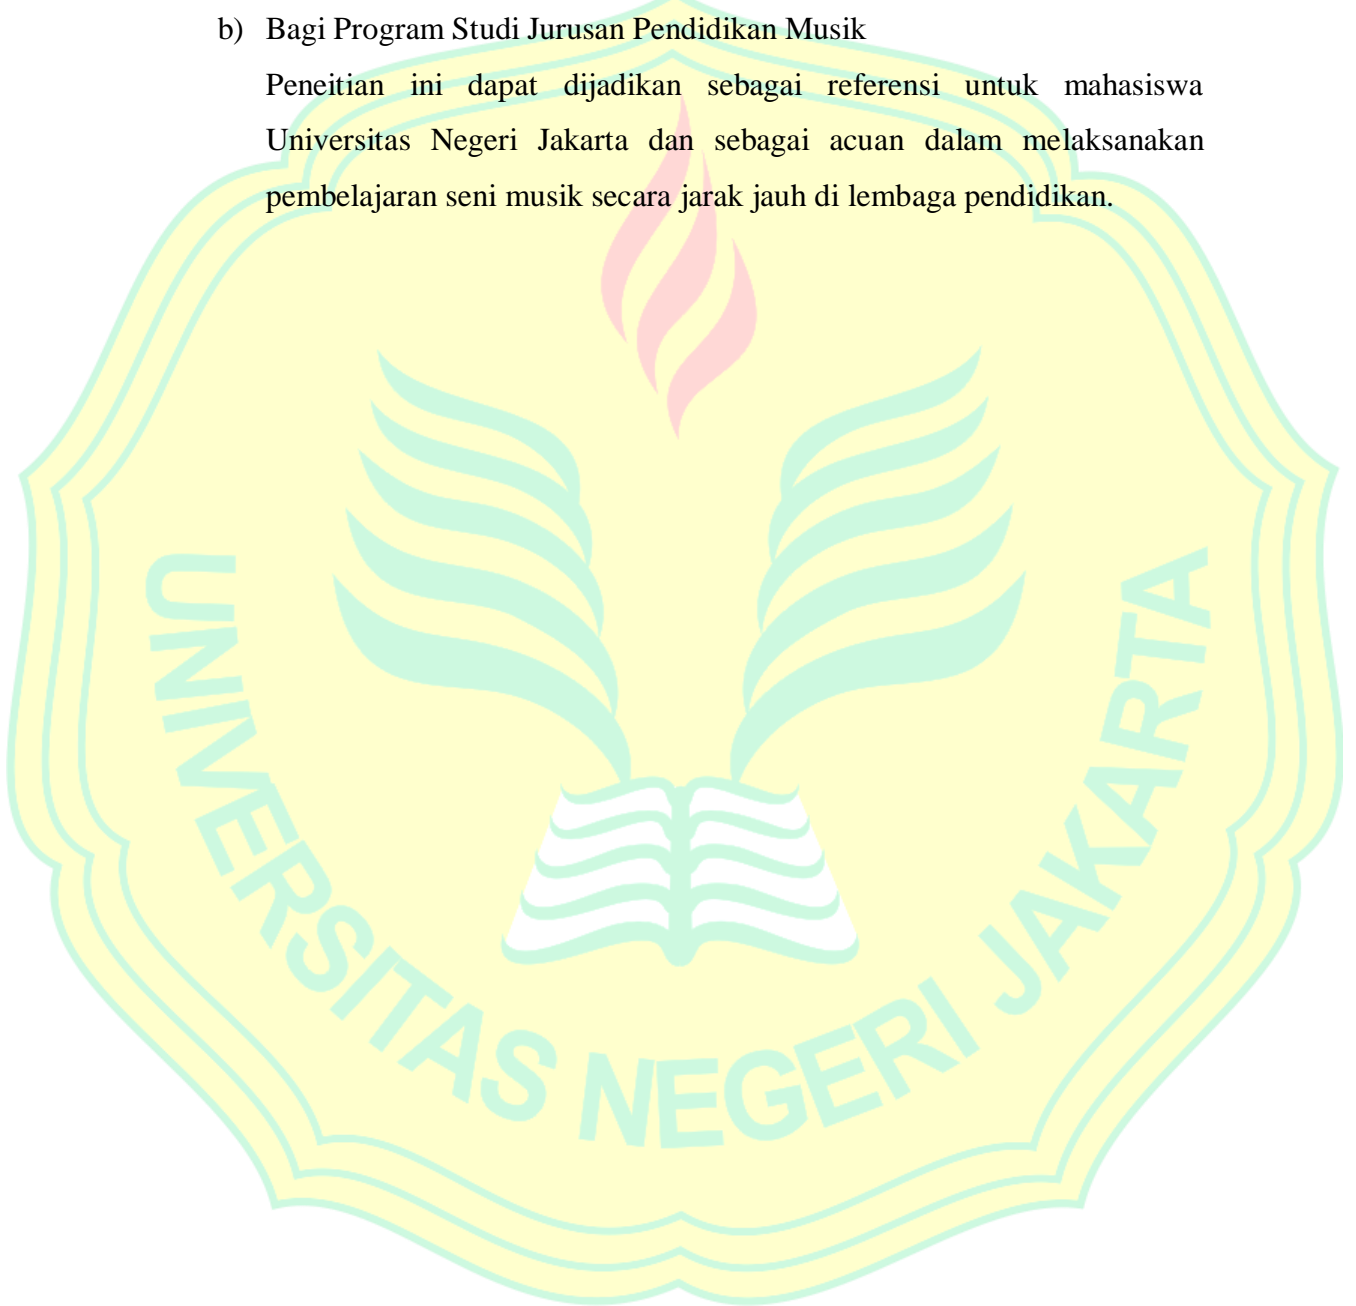 b) Bagi Program Studi Jurusan Pendidikan Musik
Peneitian ini dapat dijadikan sebagai referensi untuk mahasiswa
Universitas Negeri Jakarta dan sebagai acuan dalam melaksanakan
pembelajaran seni musik secara jarak jauh di lembaga pendidikan.
UNIVERSITAS NEGERI JAKARTA